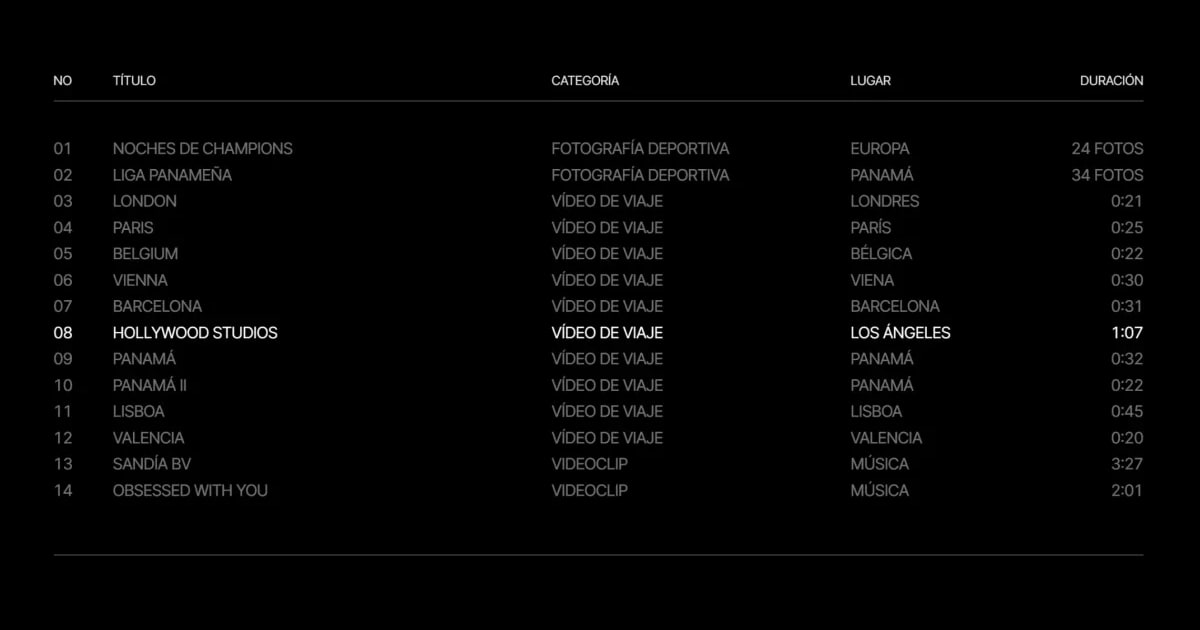 NO TÍTULO CATEGORÍA LUGAR DURACIÓN
01 NOCHES DE CHAMPIONS FOTOGRAFÍA DEPORTIVA EUROPA 24 FOTOS
02 LIGA PANAMEÑA FOTOGRAFÍA DEPORTIVA PANAMÁ 34 FOTOS
03 LONDON VÍDEO DE VIAJE LONDRES 0:21
04 PARIS VÍDEO DE VIAJE PARÍS 0:25
05 BELGIUM VÍDEO DE VIAJE BÉLGICA 0:22
06 VIENNA VÍDEO DE VIAJE VIENA 0:30
07 BARCELONA VÍDEO DE VIAJE BARCELONA 0:31
08 HOLLYWOOD STUDIOS VÍDEO DE VIAJE LOS ÁNGELES 1:07
09 PANAMÁ VÍDEO DE VIAJE PANAMÁ 0:32
10 PANAMÁ II VÍDEO DE VIAJE PANAMÁ 0:22
11 LISBOA VÍDEO DE VIAJE LISBOA 0:45
12 VALENCIA VÍDEO DE VIAJE VALENCIA 0:20
13 SANDÍA BV VIDEOCLIP MÚSICA 3:27
14 OBSESSED WITH YOU VIDEOCLIP MÚSICA 2:01